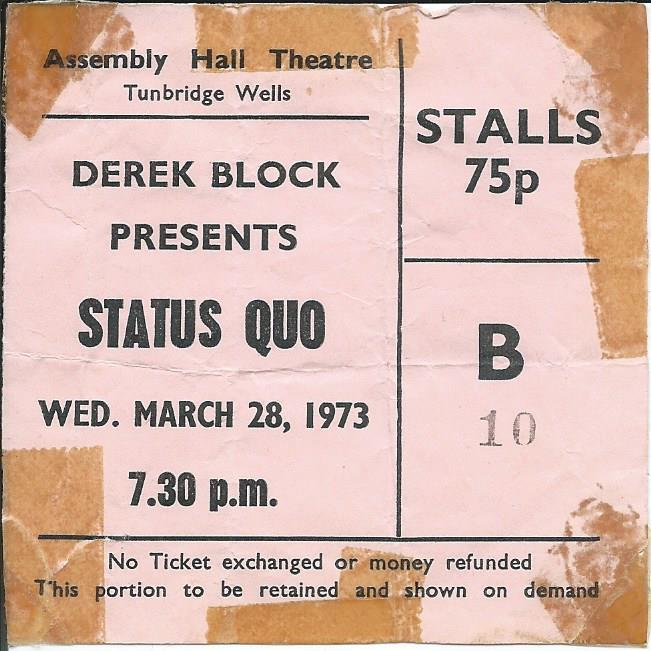 Assembly Hall Theatre
Tunbridge Wells
DEREK BLOCK
PRESENTS
STATUS QUO
WED. MARCH 28, 1973
7.30 p.m.
STALLS
75p
B
10
No Ticket exchanged or money refunded
This portion to be retained and shown on demand